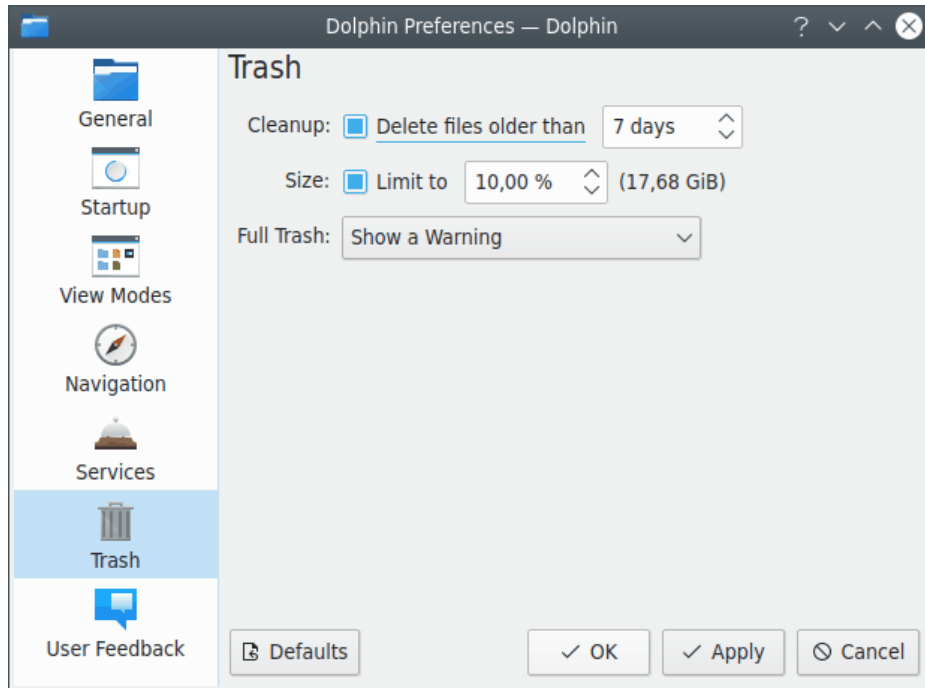 Dolphin Preferences — Dolphin
General
Startup
View Modes
Navigation
Services
Trash
User Feedback
Trash
Cleanup: Delete files older than 7 days
Size: Limit to 10,00 % (17,68 GiB)
Full Trash: Show a Warning
Defaults OK Apply Cancel